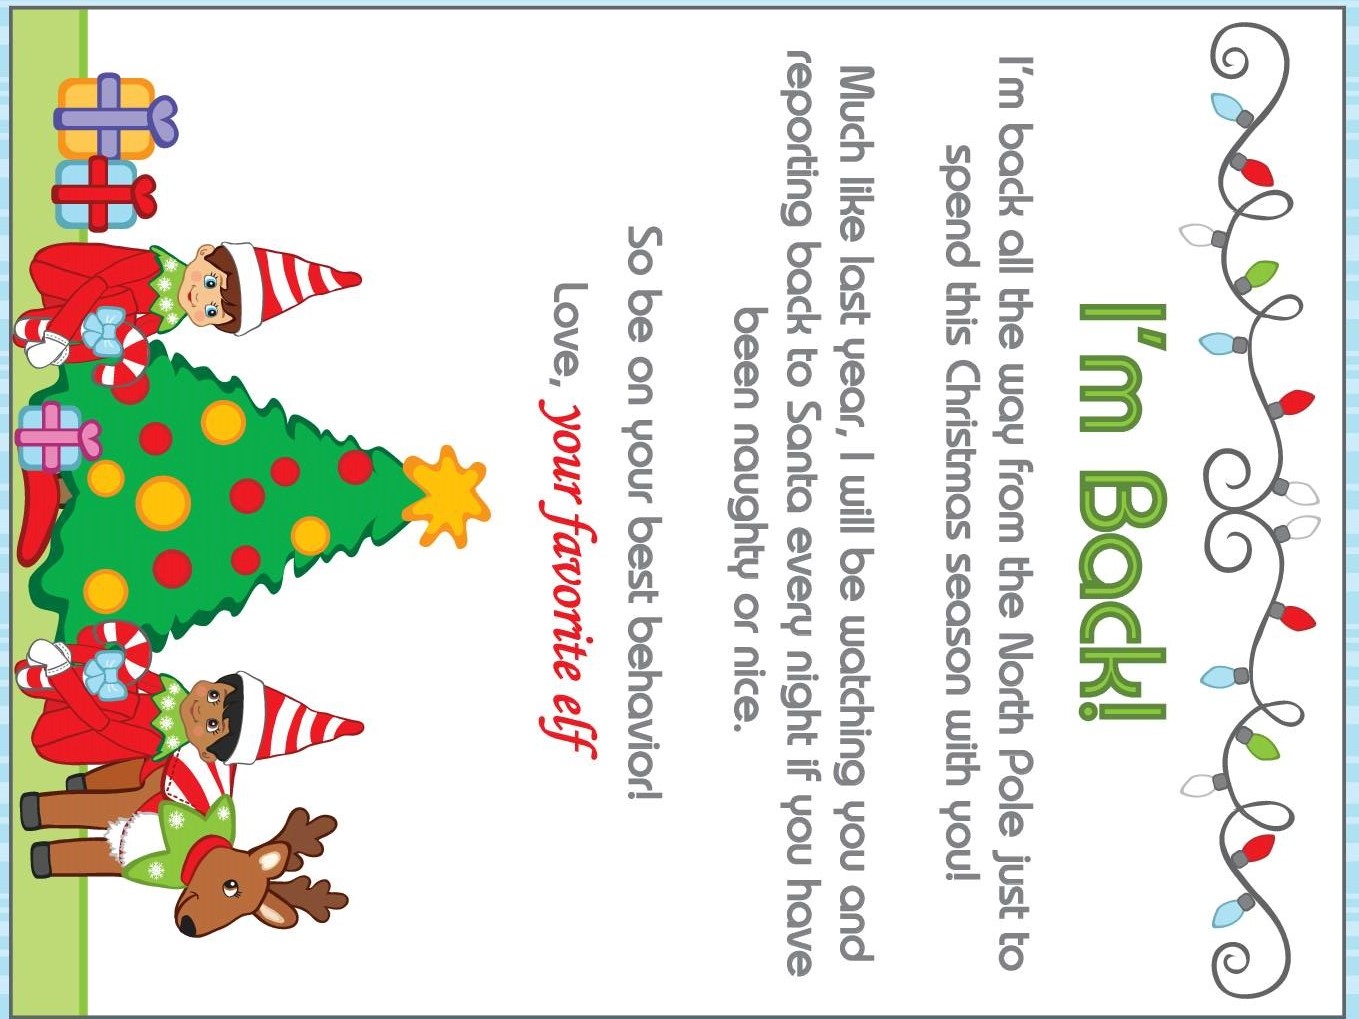 I'm Back!
I'm back all the way from the North Pole just to
spend this Christmas season with you!
Much like last year, I will be watching you and
reporting back to Santa every night if you have
been naughty or nice.
So be on your best behavior!
Love, your favorite elf